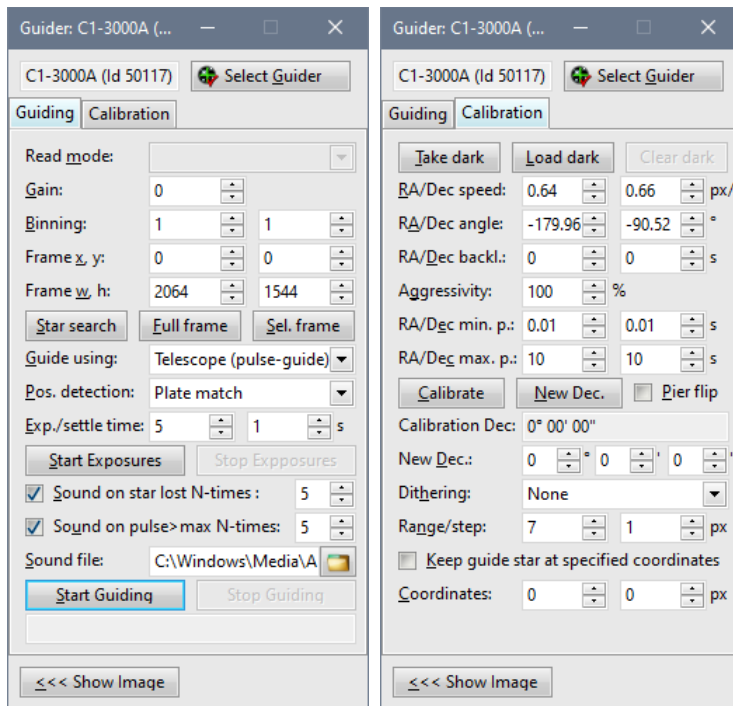 Guider: C1-3000A (...
C1-3000A (Id 50117) Select Guider
Guiding Calibration
Read mode:
Gain: 0
Binning: 1 1
Frame x, y: 0 0
Frame w, h: 2064 1544
Star search Full frame Sel. frame
Guide using: Telescope (pulse-guide)
Pos. detection: Plate match
Exp./settle time: 5 1 s
Start Exposures Stop Expposures
Sound on star lost N-times : 5
Sound on pulse>max N-times: 5
Sound file: C:\Windows\Media\A
Start Guiding Stop Guiding
<<< Show Image
Guider: C1-3000A (...
C1-3000A (Id 50117) Select Guider
Guiding Calibration
Take dark Load dark Clear dark
RA/Dec speed: 0.64 0.66 px/
RA/Dec angle: -179.96 -90.52 °
RA/Dec backl.: 0 0 s
Aggressivity: 100 %
RA/Dec min. p.: 0.01 0.01 s
RA/Dec max. p.: 10 10 s
Calibrate New Dec. Pier flip
Calibration Dec: 0° 00' 00"
New Dec.: 0 ° 0 ' 0 '
Dithering: None
Range/step: 7 1 px
Keep guide star at specified coordinates
Coordinates: 0 0 px
<<< Show Image